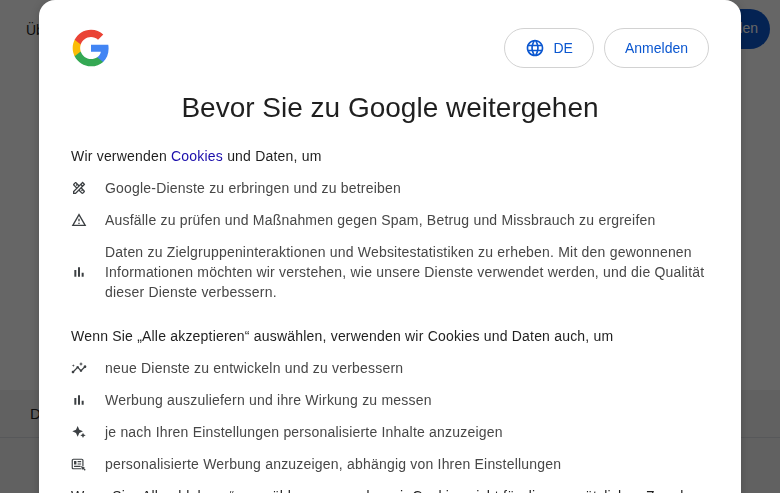 DE
Anmelden
Bevor Sie zu Google weitergehen
Wir verwenden Cookies und Daten, um
Google-Dienste zu erbringen und zu betreiben
Ausfälle zu prüfen und Maßnahmen gegen Spam, Betrug und Missbrauch zu ergreifen
Daten zu Zielgruppeninteraktionen und Websitestatistiken zu erheben. Mit den gewonnenen
Informationen möchten wir verstehen, wie unsere Dienste verwendet werden, und die Qualität
dieser Dienste verbessern.
Wenn Sie „Alle akzeptieren“ auswählen, verwenden wir Cookies und Daten auch, um
neue Dienste zu entwickeln und zu verbessern
Werbung auszuliefern und ihre Wirkung zu messen
je nach Ihren Einstellungen personalisierte Inhalte anzuzeigen
personalisierte Werbung anzuzeigen, abhängig von Ihren Einstellungen